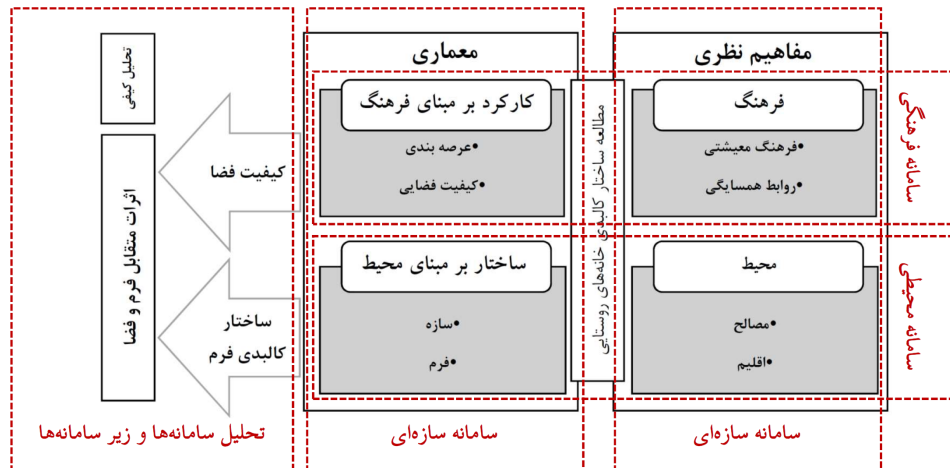 مفاهیم نظری
فرهنگ
•فرهنگ معیشتی
•روابط همسایگی
محیط
•مصالح
•اقلیم
سامانه فرهنگی
سامانه محیطی
سامانه سازه‌ای
مطالعه ساختار کالبدی خانه‌های روستایی
معماری
کارکرد بر مبنای فرهنگ
•عرصه بندی
•کیفیت فضایی
ساختار بر مبنای محیط
•سازه
•فرم
سامانه سازه‌ای
کیفیت فضا
ساختار
کالبدی فرم
تحلیل کیفی
اثرات متقابل فرم و فضا
تحلیل سامانه‌ها و زیر سامانه‌ها